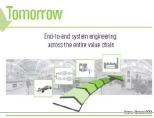 Tomorrow
End-to-end system engineering
across the entire value chain